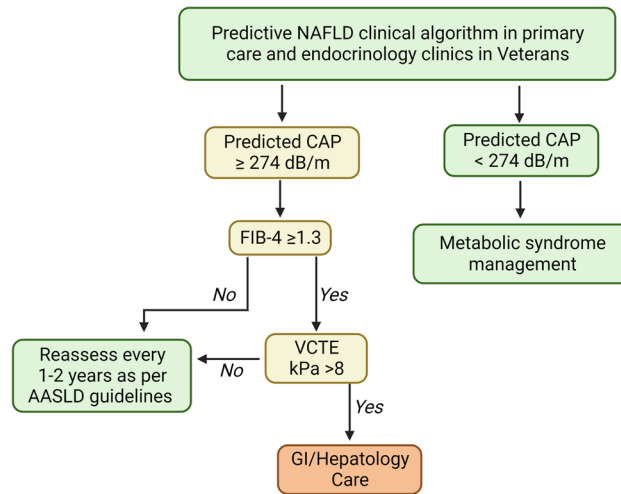 Predictive NAFLD clinical algorithm in primary
care and endocrinology clinics in Veterans
Predicted CAP
≥ 274 dB/m
Predicted CAP
< 274 dB/m
FIB-4 ≥1.3
Metabolic syndrome
management
No
Yes
Reassess every
1-2 years as per
AASLD guidelines
No
VCTE
kPa >8
Yes
GI/Hepatology
Care